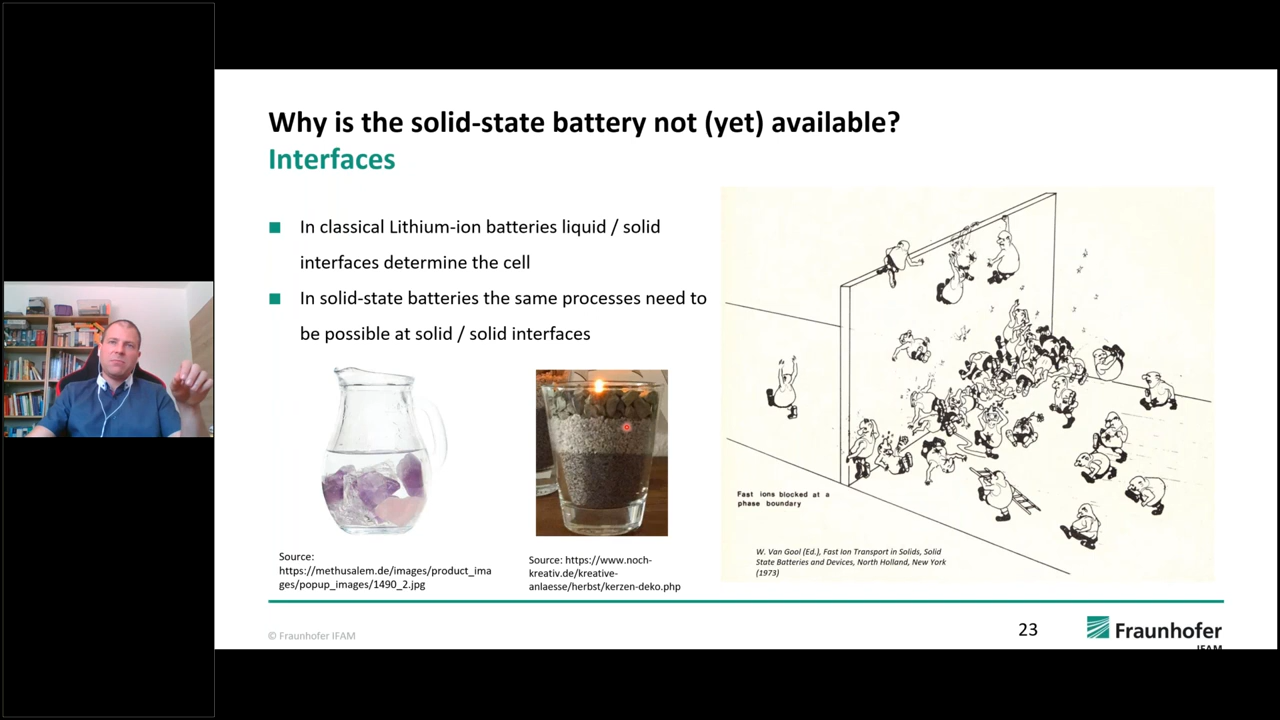 Why is the solid-state battery not (yet) available?
Interfaces
■ In classical Lithium-ion batteries liquid / solid
interfaces determine the cell
■ In solid-state batteries the same processes need to
be possible at solid / solid interfaces
Source:
https://methusalem.de/images/product_ima
ges/popup_images/1490_2.jpg
Source: https://www.noch-
kreativ.de/kreative-
anlaesse/herbst/kerzen-deko.php
Fast ions blocked at a
phase boundary
W. Van Gool (Ed.), Fast Ion Transport in Solids, Solid
State Batteries and Devices, North Holland, New York
(1973)
© Fraunhofer IFAM
23
Fraunhofer
IFAM